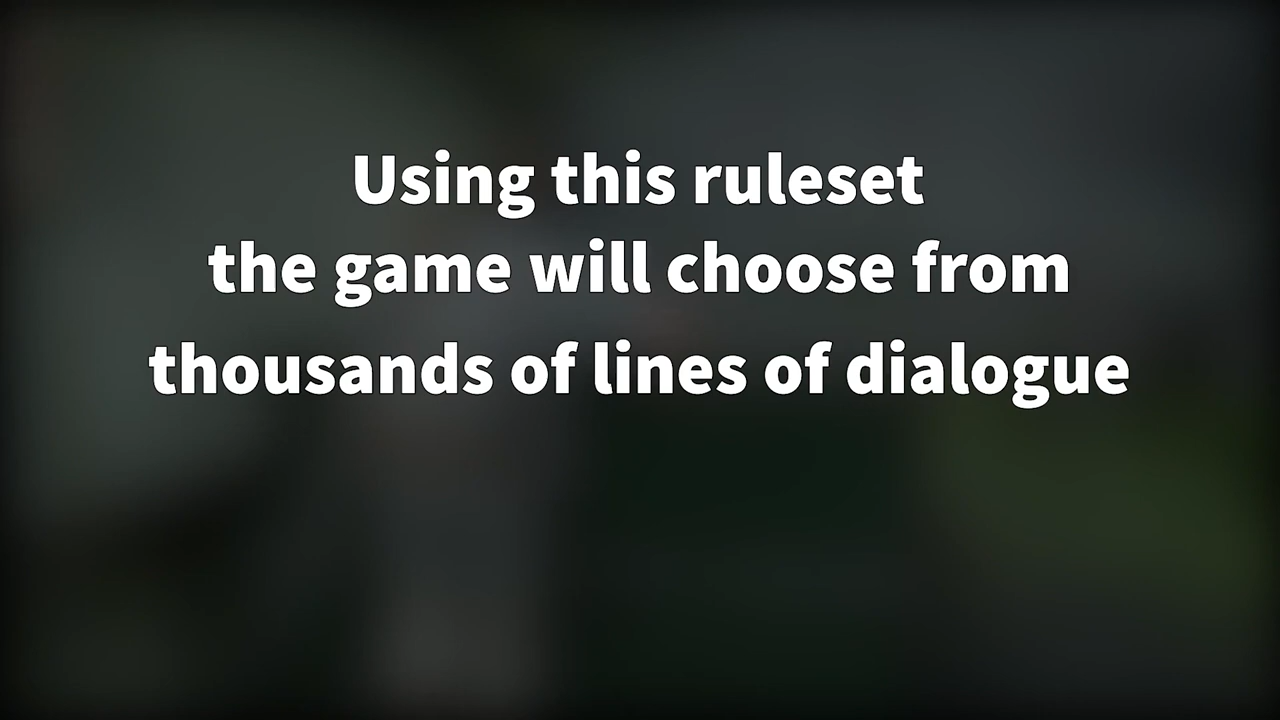 Using this ruleset
the game will choose from
thousands of lines of dialogue